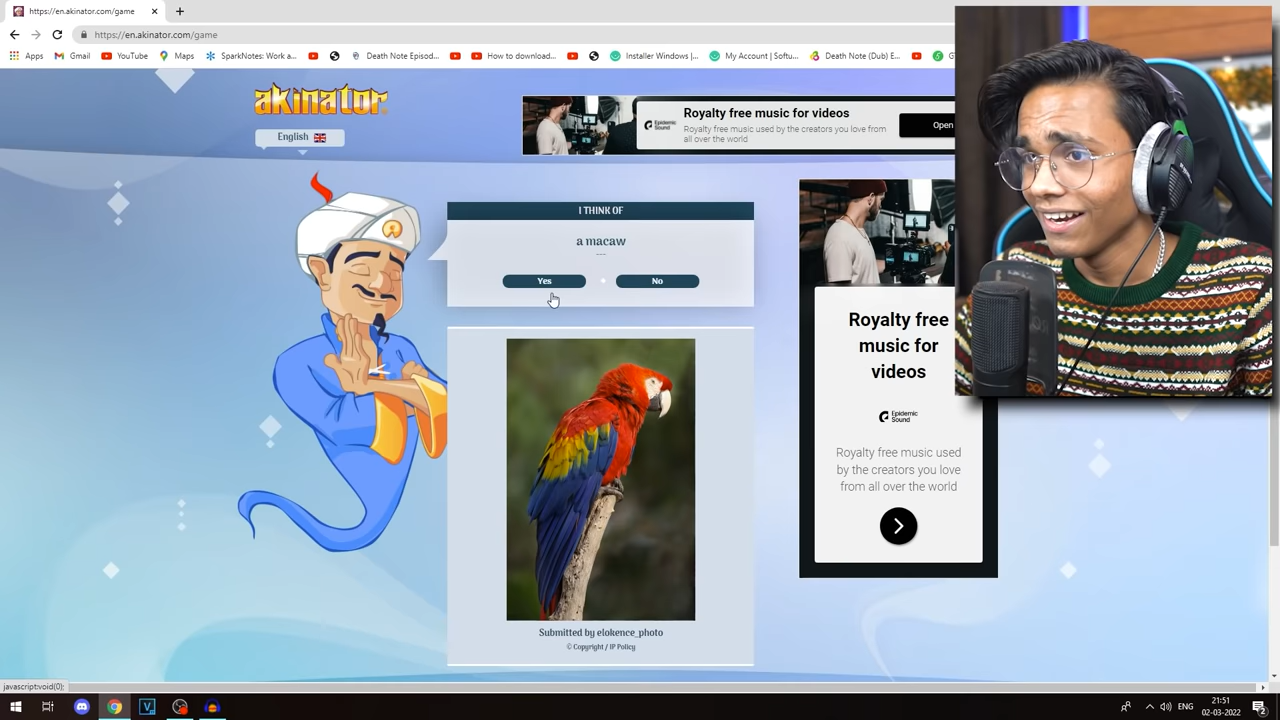 https://en.akinator.com/game
https://en.akinator.com/game
Apps
Gmail
YouTube
Maps
SparkNotes: Work a...
Death Note Episod...
How to download...
Installer Windows |...
My Account | Softu...
Death Note (Dub) E...
akinator
English
Epidemic Sound
Royalty free music for videos
Royalty free music used by the creators you love from
all over the world
Open
I THINK OF
a macaw
---
Yes
No
Royalty free
music for
videos
Epidemic
Sound
Royalty free music used
by the creators you love
from all over the world
Submitted by elokence_photo
© Copyright / IP Policy
javascript:void(0);
ENG
21:51
02-03-2022
2